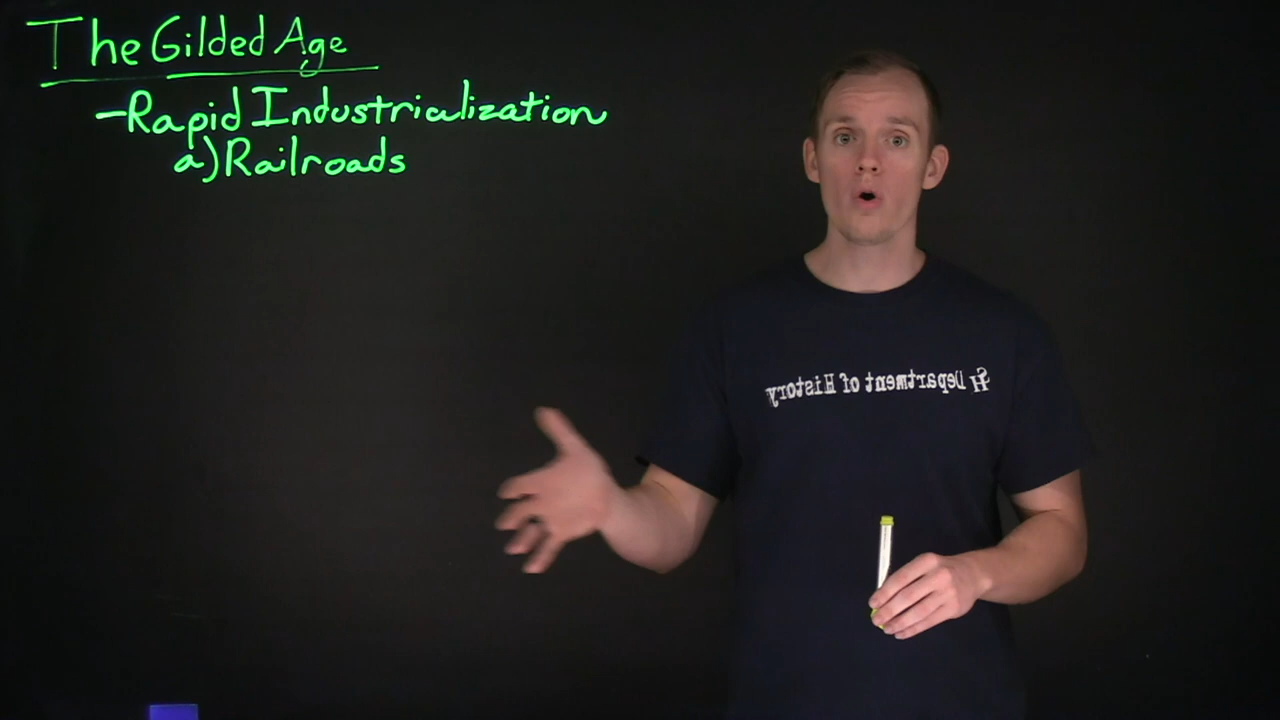 The Gilded Age
-Rapid Industrialization
a) Railroads
Department of History